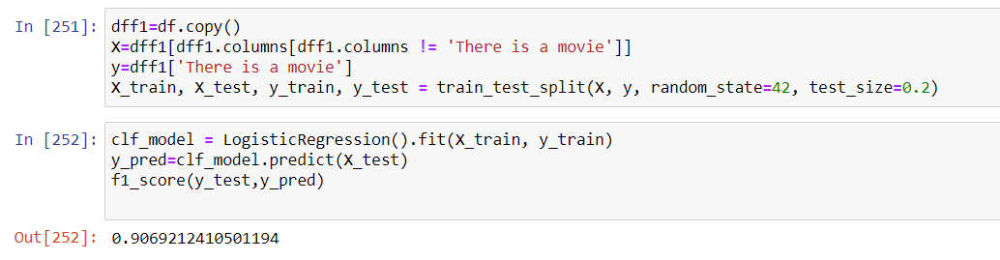 In [251]: dff1=df.copy()
X=dff1[dff1.columns[dff1.columns != 'There is a movie']]
y=dff1['There is a movie']
X_train, X_test, y_train, y_test = train_test_split(X, y, random_state=42, test_size=0.2)
In [252]: clf_model = LogisticRegression().fit(X_train, y_train)
y_pred=clf_model.predict(X_test)
f1_score(y_test,y_pred)
Out[252]: 0.9069212410501194